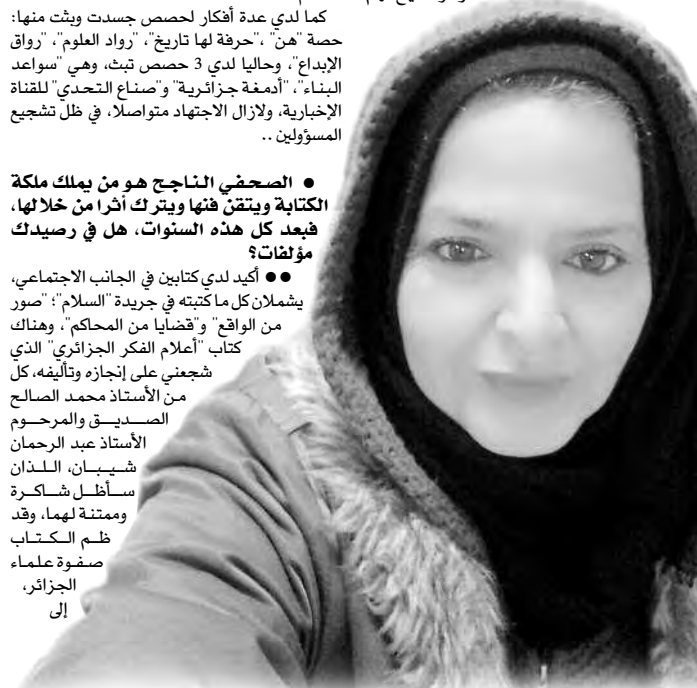 كما لدي عدة أفكار لحصص جسدت وبثت منها:
حصة "هن" ،"حرفة لها تاريخ"، "رواد العلوم"، "رواق
الإبداع"، وحاليا لدي 3 حصص تبث، وهي "سواعد
البناء"، "أدمغة جزائرية" و"صناع التحدي" للقناة
الإخبارية، ولازال الاجتهاد متواصلا، في ظل تشجيع
المسؤولين ..
● الصحفي الناجح هو من يملك ملكة
الكتابة ويتقن فنها ويترك أثرا من خلالها،
فبعد كل هذه السنوات، هل في رصيدك
مؤلفات؟
●● أكيد لدي كتابين في الجانب الاجتماعي،
يشملان كل ما كتبته في جريدة "السلام"؛ "صور
من الواقع" و"قضايا من المحاكم"، وهناك
كتاب "أعلام الفكر الجزائري" الذي
شجعني على إنجازه وتأليفه، كل
من الأستاذ محمد الصالح
الصديق والمرحوم
الأستاذ عبد الرحمان
شيبان، اللذان
سأظل شاكرة
وممتنة لهما، وقد
ظم الكتاب
صفوة علماء
الجزائر،
إلى